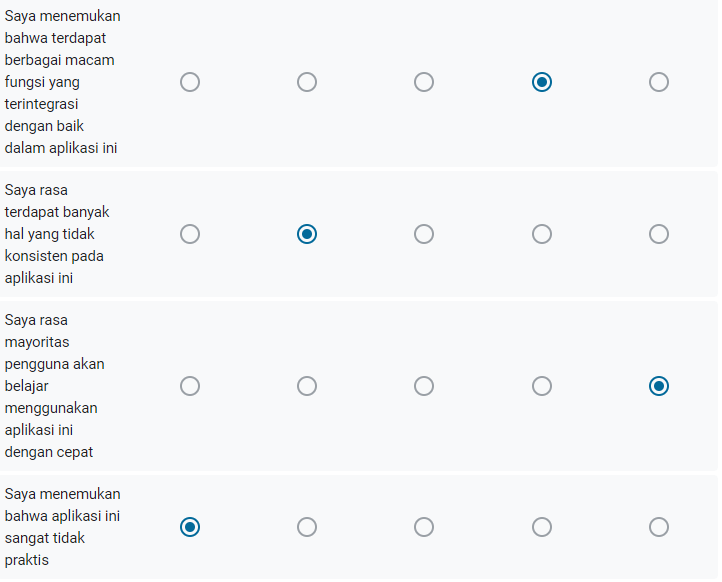 Saya menemukan
bahwa terdapat
berbagai macam
fungsi yang
terintegrasi
dengan baik
dalam aplikasi ini
Saya rasa
terdapat banyak
hal yang tidak
konsisten pada
aplikasi ini
Saya rasa
mayoritas
pengguna akan
belajar
menggunakan
aplikasi ini
dengan cepat
Saya menemukan
bahwa aplikasi ini
sangat tidak
praktis